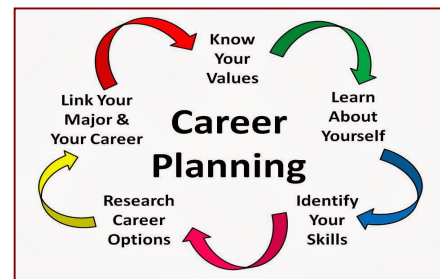 Career
Planning
Know
Your
Values
Learn
About
Yourself
Identify
Your
Skills
Research
Career
Options
Link Your
Major &
Your Career